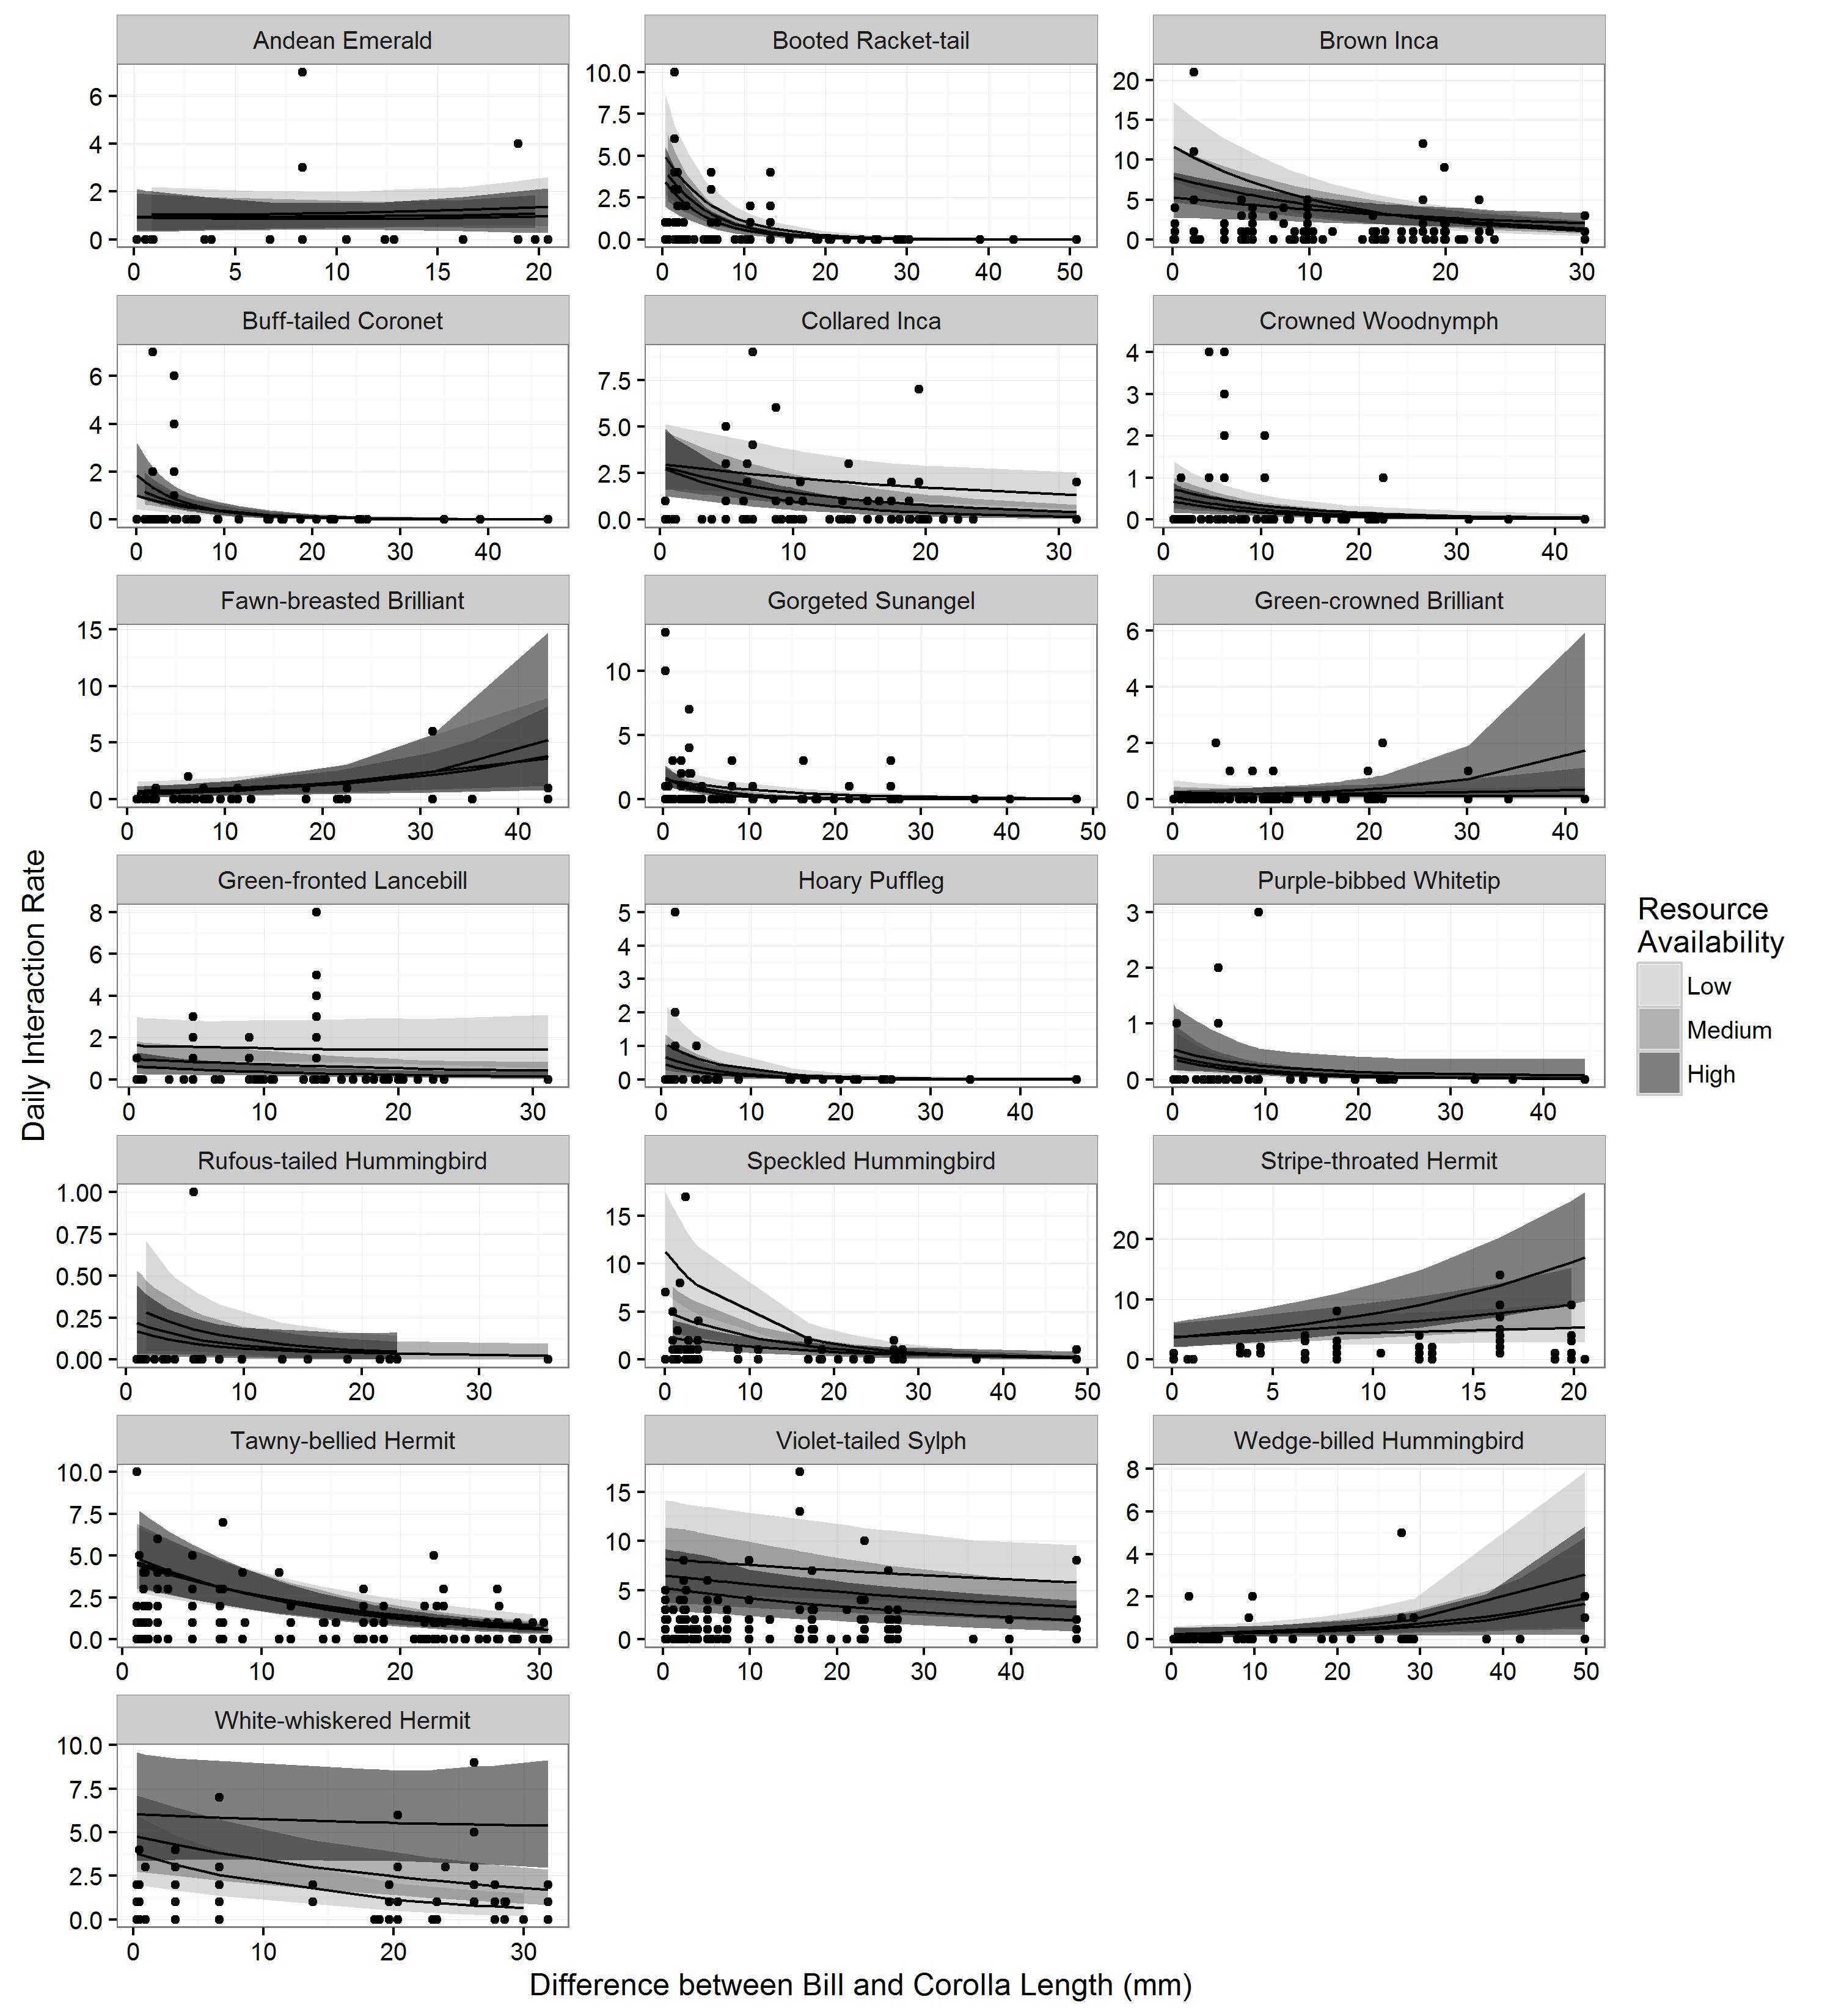 Andean Emerald
Booted Racket-tail
Brown Inca
6
4
2
0
0 5 10 15 20
10.0
7.5
5.0
2.5
0.0
0 10 20 30 40 50
20
15
10
5
0
0 10 20 30
Buff-tailed Coronet
Collared Inca
Crowned Woodnymph
6
4
2
0
0 10 20 30 40
7.5
5.0
2.5
0.0
0 10 20 30
4
3
2
1
0
0 10 20 30 40
Fawn-breasted Brilliant
Gorgeted Sunangel
Green-crowned Brilliant
15
10
5
0
0 10 20 30 40
10
5
0
0 10 20 30 40 50
6
4
2
0
0 10 20 30 40
Green-fronted Lancebill
Hoary Puffleg
Purple-bibbed Whitetip
8
6
4
2
0
0 10 20 30
5
4
3
2
1
0
0 10 20 30 40
3
2
1
0
0 10 20 30 40
Rufous-tailed Hummingbird
Speckled Hummingbird
Stripe-throated Hermit
1.00
0.75
0.50
0.25
0.00
0 10 20 30
15
10
5
0
0 10 20 30 40 50
20
10
0
0 5 10 15 20
Tawny-bellied Hermit
Violet-tailed Sylph
Wedge-billed Hummingbird
10.0
7.5
5.0
2.5
0.0
0 10 20 30
15
10
5
0
0 10 20 30 40
8
6
4
2
0
0 10 20 30 40 50
White-whiskered Hermit
10.0
7.5
5.0
2.5
0.0
0 10 20 30
Daily Interaction Rate
Difference between Bill and Corolla Length (mm)
Resource
Availability
Low
Medium
High